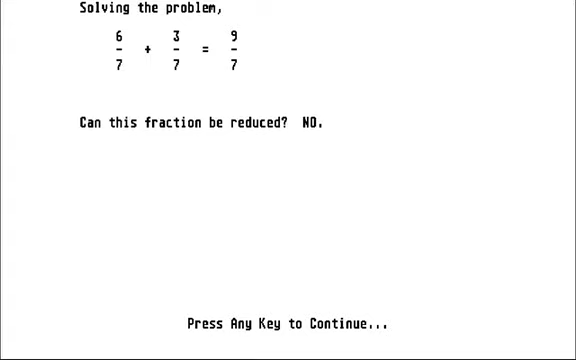 Solving the problem,
6   3   9
- + - = -
7   7   7
Can this fraction be reduced?  NO.
Press Any Key to Continue...